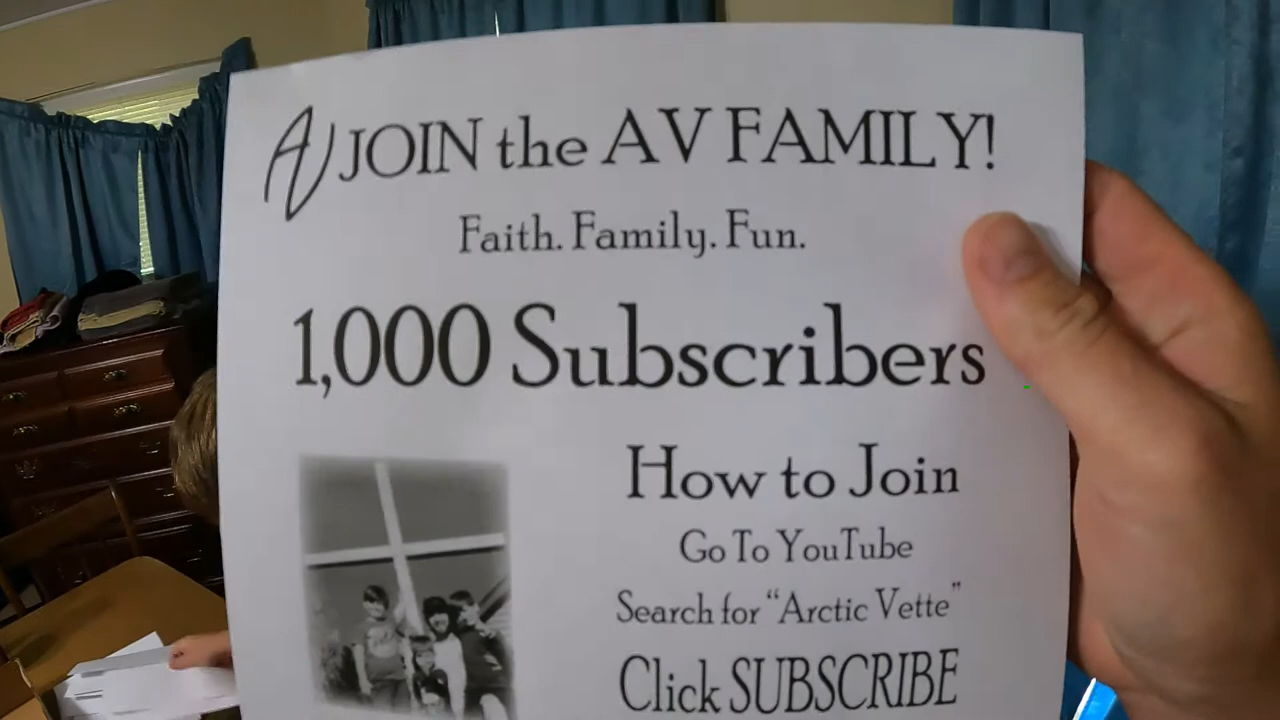 AV JOIN the AV FAMILY!
Faith. Family. Fun.
1,000 Subscribers
How to Join
Go To YouTube
Search for “Arctic Vette”
Click SUBSCRIBE